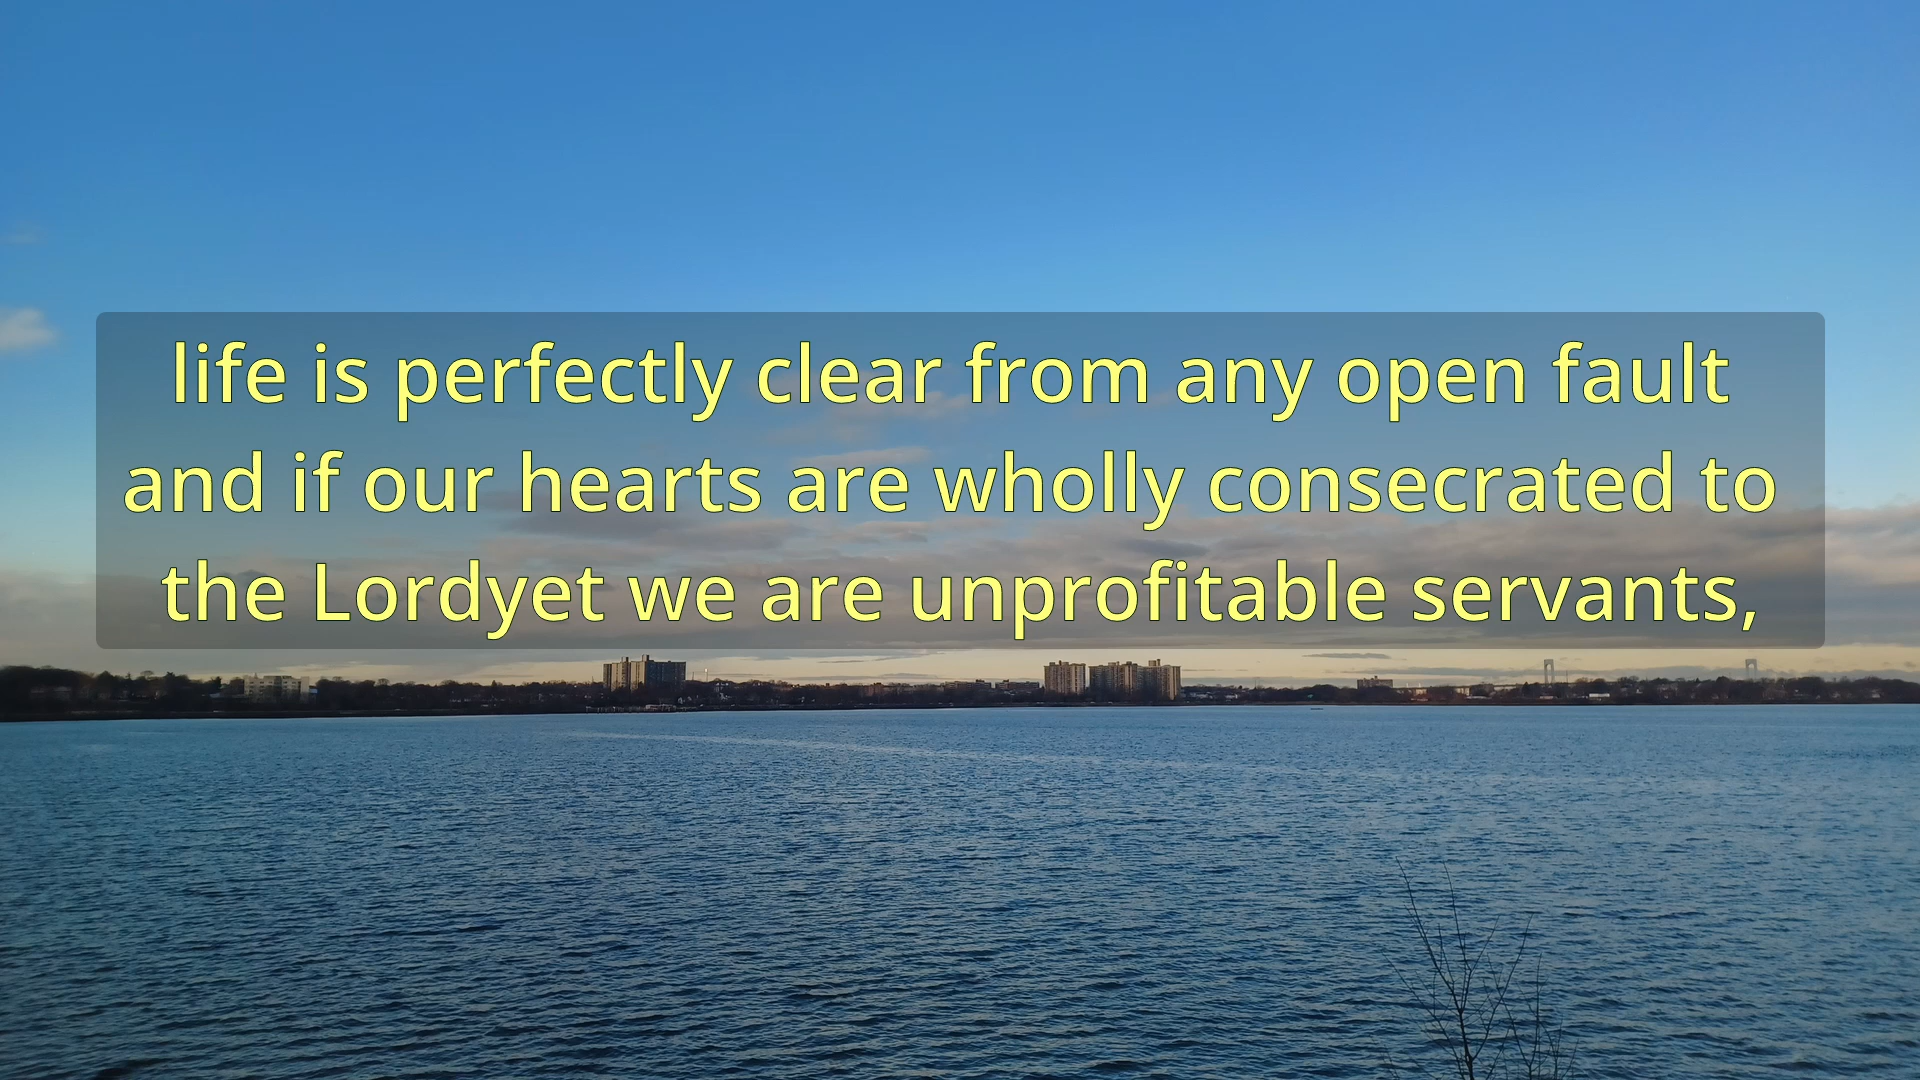 life is perfectly clear from any open fault
and if our hearts are wholly consecrated to
the Lordyet we are unprofitable servants,